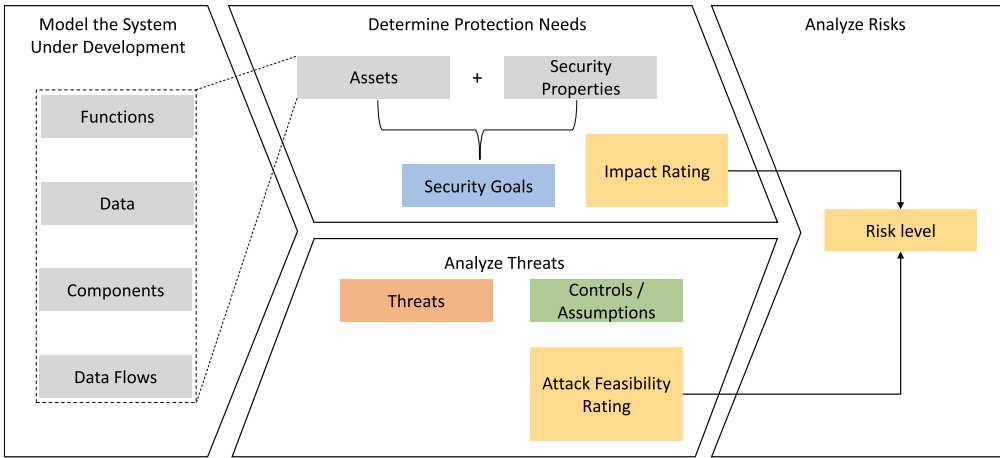 Model the System
Under Development
Functions
Data
Components
Data Flows
Determine Protection Needs
Assets
+
Security
Properties
Security Goals
Impact Rating
Analyze Threats
Threats
Controls /
Assumptions
Attack Feasibility
Rating
Analyze Risks
Risk level